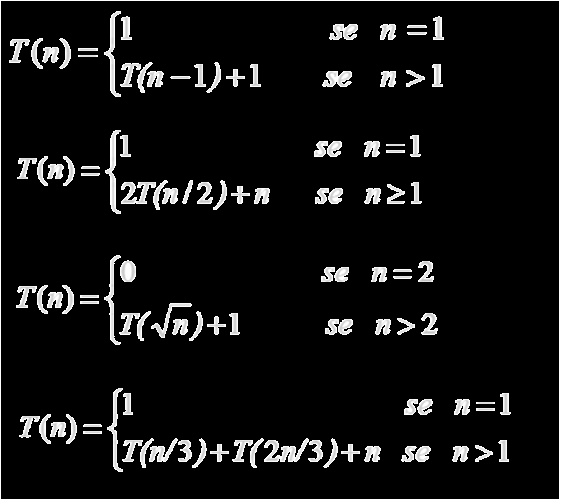 1 se n = 1
T(n) = {
T(n − 1) + 1 se n > 1
1 se n = 1
T(n) = {
2T(n / 2) + n se n ≥ 1
0 se n = 2
T(n) = {
T(√n) + 1 se n > 2
1 se n = 1
T(n) = {
T(n/3) + T(2n/3) + n se n > 1